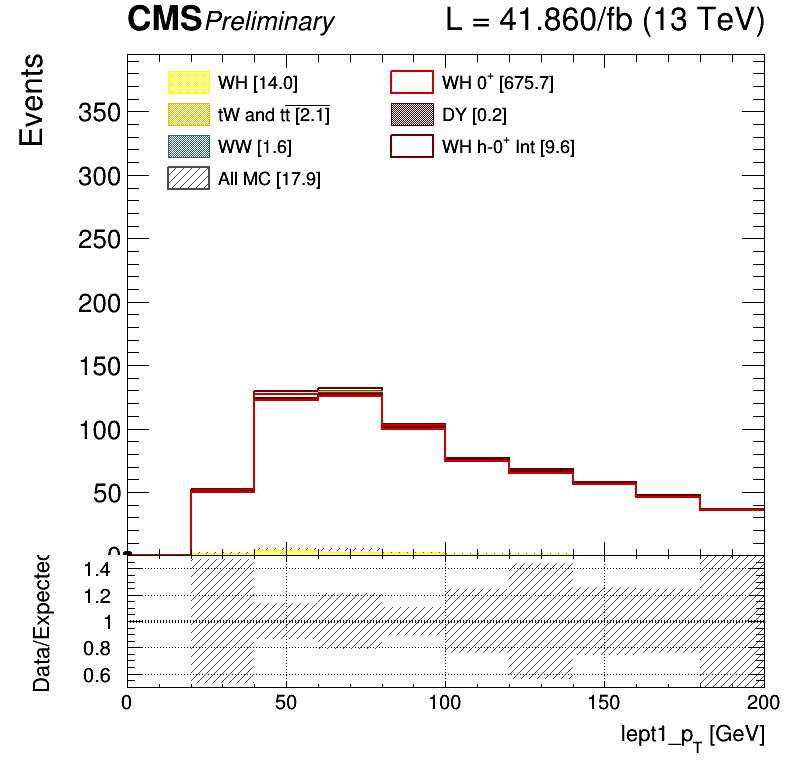 CMS Preliminary L = 41.860/fb (13 TeV)
Events
WH [14.0] WH 0⁺ [675.7]
tW and tt̅ [2.1] DY [0.2]
WW [1.6] WH h-0⁺ Int [9.6]
All MC [17.9]
350
300
250
200
150
100
50
0
Data/Expected
1.4
1.2
1
0.8
0.6
0 50 100 150 200
lept1_p_T [GeV]